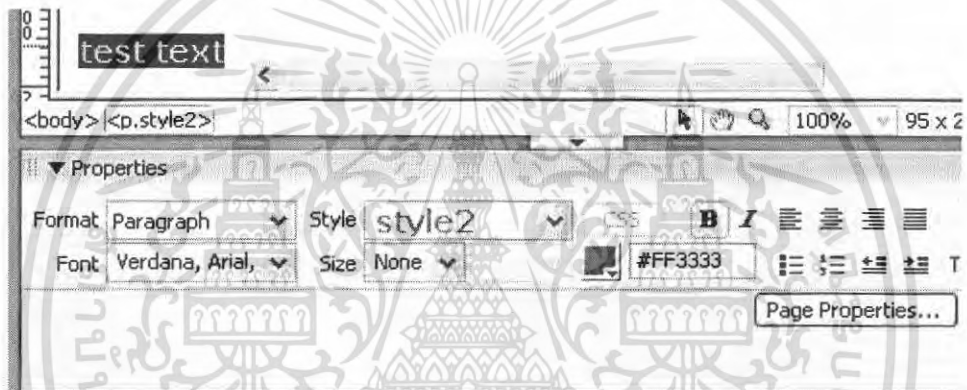 test text
<body> <p.style2> 100% 95 x 2
Properties
Format Paragraph Style style2 CSS B I
Font Verdana, Arial, Size None #FF3333 T
Page Properties...